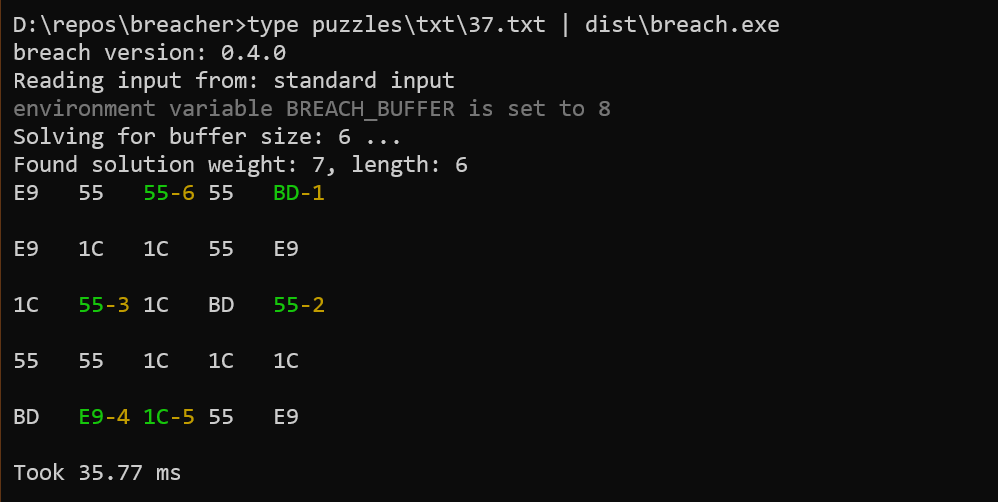 D:\repos\breacher>type puzzles\txt\37.txt | dist\breach.exe
breach version: 0.4.0
Reading input from: standard input
environment variable BREACH_BUFFER is set to 8
Solving for buffer size: 6 ...
Found solution weight: 7, length: 6
E9   55   55-6 55   BD-1
E9   1C   1C   55   E9
1C   55-3 1C   BD   55-2
55   55   1C   1C   1C
BD   E9-4 1C-5 55   E9
Took 35.77 ms